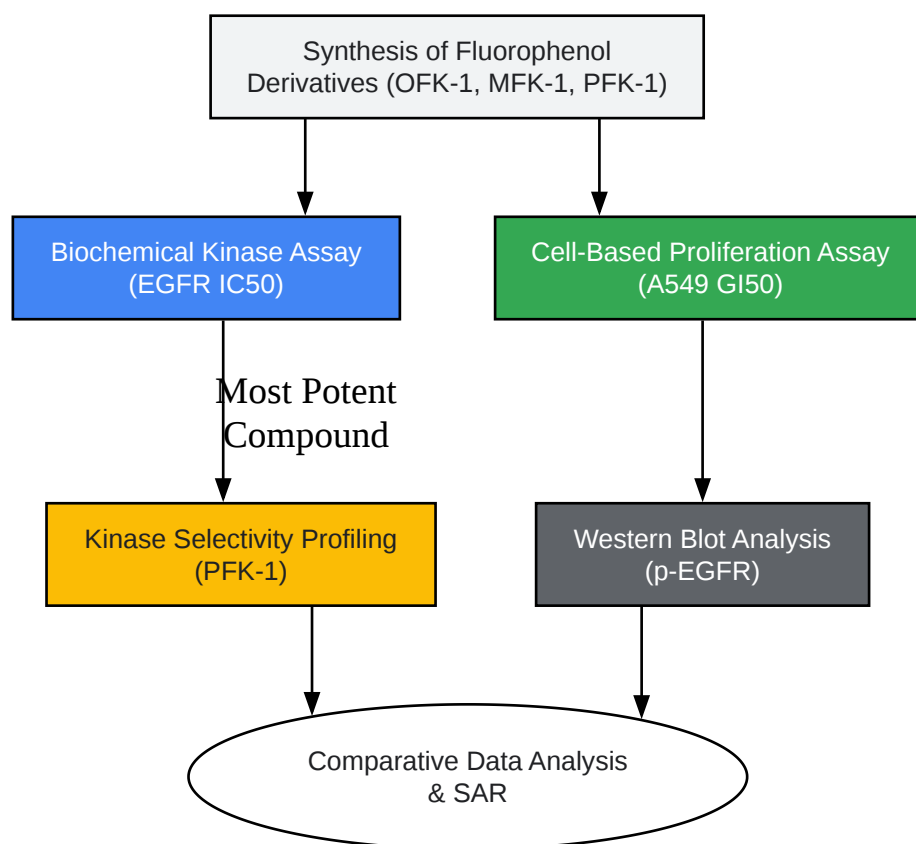 Synthesis of Fluorophenol
Derivatives (OFK-1, MFK-1, PFK-1)
Biochemical Kinase Assay
(EGFR IC50)
Cell-Based Proliferation Assay
(A549 GI50)
Most Potent
Compound
Kinase Selectivity Profiling
(PFK-1)
Western Blot Analysis
(p-EGFR)
Comparative Data Analysis
& SAR